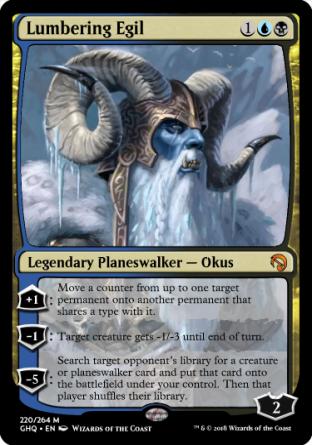 Lumbering Egil 1
Legendary Planeswalker — Okus
+1 : Move a counter from up to one target
permanent onto another permanent that
shares a type with it.
-1 : Target creature gets -1/-3 until end of turn.
Search target opponent's library for a creature
-5 : or planeswalker card and put that card onto
the battlefield under your control. Then that
player shuffles their library.
2
220/264 M
GHQ • EN Wizards of the Coast
™ & © 2018 Wizards of the Coast